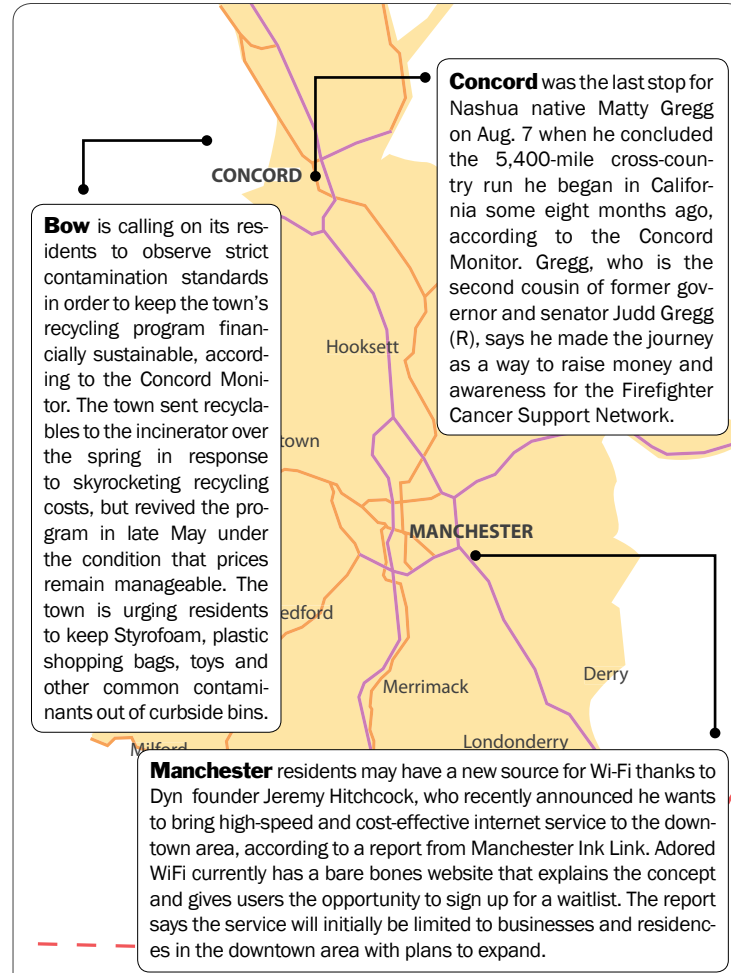 Concord was the last stop for
Nashua native Matty Gregg
on Aug. 7 when he concluded
the 5,400-mile cross-coun-
try run he began in Califor-
nia some eight months ago,
according to the Concord
Monitor. Gregg, who is the
second cousin of former gov-
ernor and senator Judd Gregg
(R), says he made the journey
as a way to raise money and
awareness for the Firefighter
Cancer Support Network.
CONCORD
Bow is calling on its res-
idents to observe strict
contamination standards
in order to keep the town's
recycling program finan-
cially sustainable, accord-
ing to the Concord Moni-
tor. The town sent recycla-
bles to the incinerator over
the spring in response
to skyrocketing recycling
costs, but revived the pro-
gram in late May under
the condition that prices
remain manageable. The
town is urging residents
to keep Styrofoam, plastic
shopping bags, toys and
other common contami-
nants out of curbside bins.
Hooksett
town
MANCHESTER
edford
Merrimack
Derry
Londonderry
Milford
Manchester residents may have a new source for Wi-Fi thanks to
Dyn founder Jeremy Hitchcock, who recently announced he wants
to bring high-speed and cost-effective internet service to the down-
town area, according to a report from Manchester Ink Link. Adored
WiFi currently has a bare bones website that explains the concept
and gives users the opportunity to sign up for a waitlist. The report
says the service will initially be limited to businesses and residenc-
es in the downtown area with plans to expand.